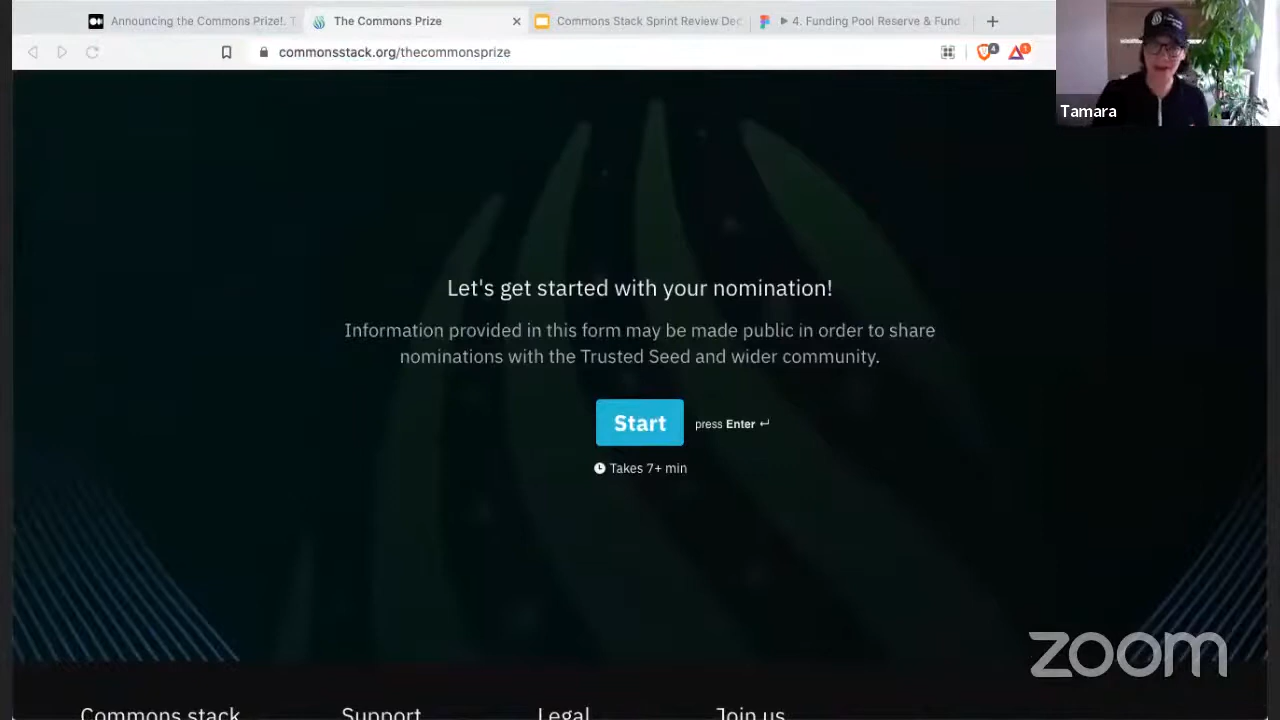 Announcing the Commons Prize!. T
The Commons Prize
Commons Stack Sprint Review Dec
4. Funding Pool Reserve & Fund
commonsstack.org/thecommonsprize
4
1
Tamara
Let's get started with your nomination!
Information provided in this form may be made public in order to share
nominations with the Trusted Seed and wider community.
Start
press Enter ↵
Takes 7+ min
zoom
Commons stack
Support
Legal
Join us